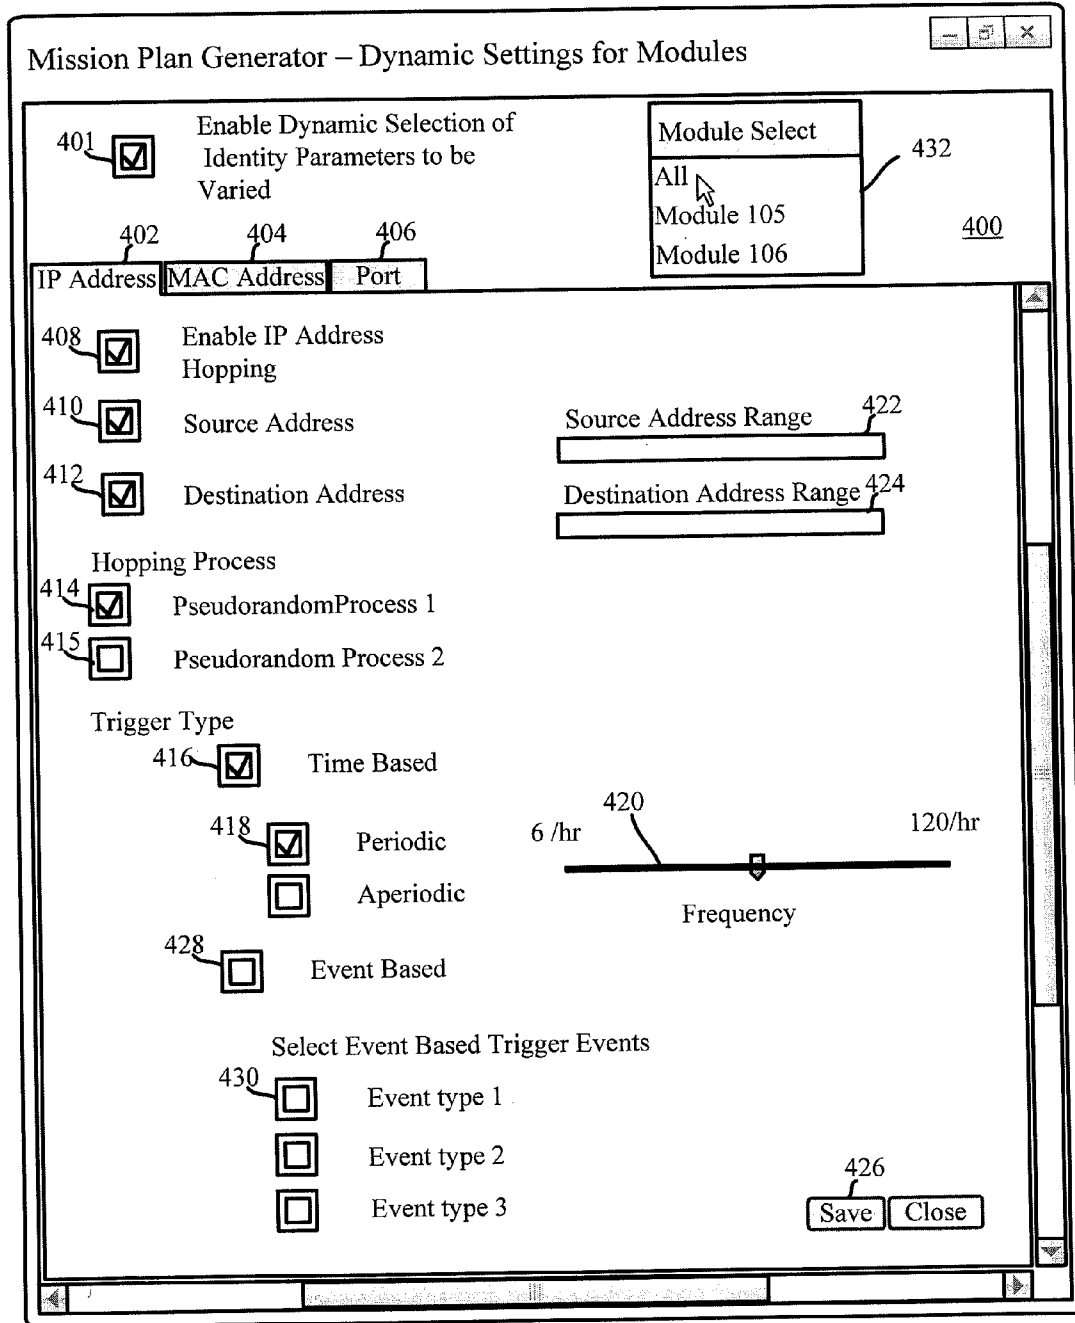 Mission Plan Generator – Dynamic Settings for Modules
401
Enable Dynamic Selection of
Identity Parameters to be
Varied
Module Select
All
Module 105
Module 106
432
400
402
404
406
IP Address
MAC Address
Port
408
Enable IP Address
Hopping
410
Source Address
Source Address Range
422
412
Destination Address
Destination Address Range
424
Hopping Process
414
PseudorandomProcess 1
415
Pseudorandom Process 2
Trigger Type
416
Time Based
418
Periodic
6 /hr
420
120/hr
Aperiodic
Frequency
428
Event Based
Select Event Based Trigger Events
430
Event type 1
Event type 2
Event type 3
426
Save
Close